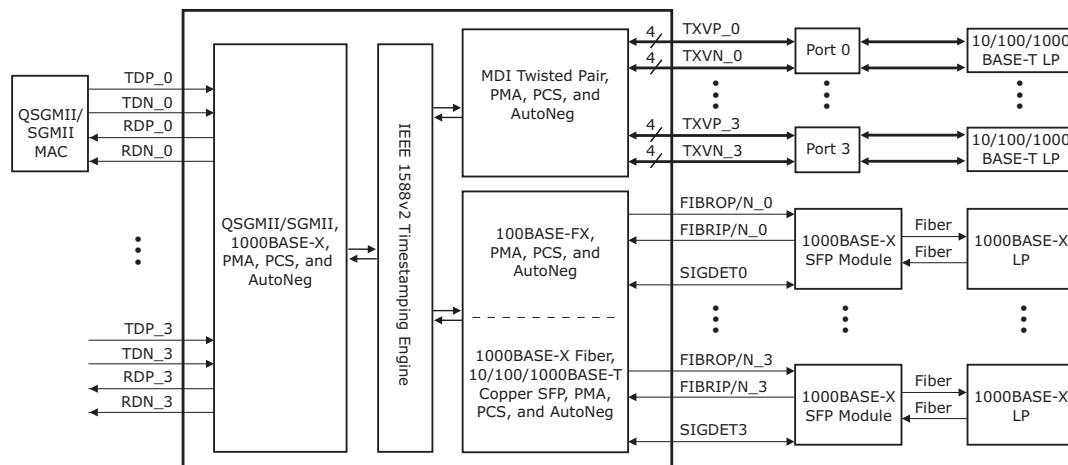 QSGMII/
SGMII
MAC
TDP_0
TDN_0
RDP_0
RDN_0
TDP_3
TDN_3
RDP_3
RDN_3
QSGMII/SGMII,
1000BASE-X,
PMA, PCS, and
AutoNeg
IEEE 1588v2 Timestamping Engine
MDI Twisted Pair,
PMA, PCS, and
AutoNeg
4
TXVP_0
4
TXVN_0
4
TXVP_3
4
TXVN_3
Port 0
Port 3
10/100/1000
BASE-T LP
10/100/1000
BASE-T LP
100BASE-FX,
PMA, PCS, and
AutoNeg
1000BASE-X Fiber,
10/100/1000BASE-T
Copper SFP, PMA,
PCS, and AutoNeg
FIBROP/N_0
FIBRIP/N_0
SIGDET0
1000BASE-X
SFP Module
Fiber
Fiber
1000BASE-X
LP
FIBROP/N_3
FIBRIP/N_3
SIGDET3
1000BASE-X
SFP Module
Fiber
Fiber
1000BASE-X
LP